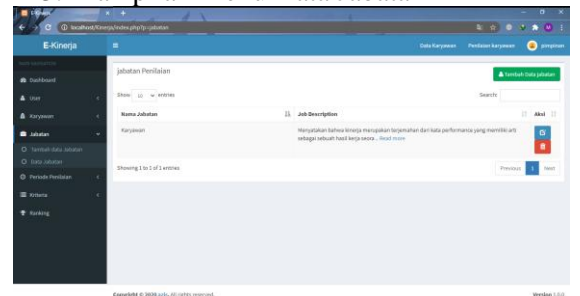 localhost/Kinerja/index.php?p=jabatan
E-Kinerja
Data Karyawan
Penilaian karyawan
pimpinan
Dashboard
User
Karyawan
Jabatan
Tambah data Jabatan
Data Jabatan
Periode Penilaian
Kriteria
Ranking
jabatan Penilaian
Tambah Data jabatan
Show 10 entries
Search:
Nama Jabatan
Job Description
Aksi
Karyawan
Menyatakan bahwa kinerja merupakan terjemahan dari kata performance yang memiliki arti
sebagai sebuah hasil kerja seora... Read more
Showing 1 to 1 of 1 entries
Previous 1 Next
All rights reserved.
Version